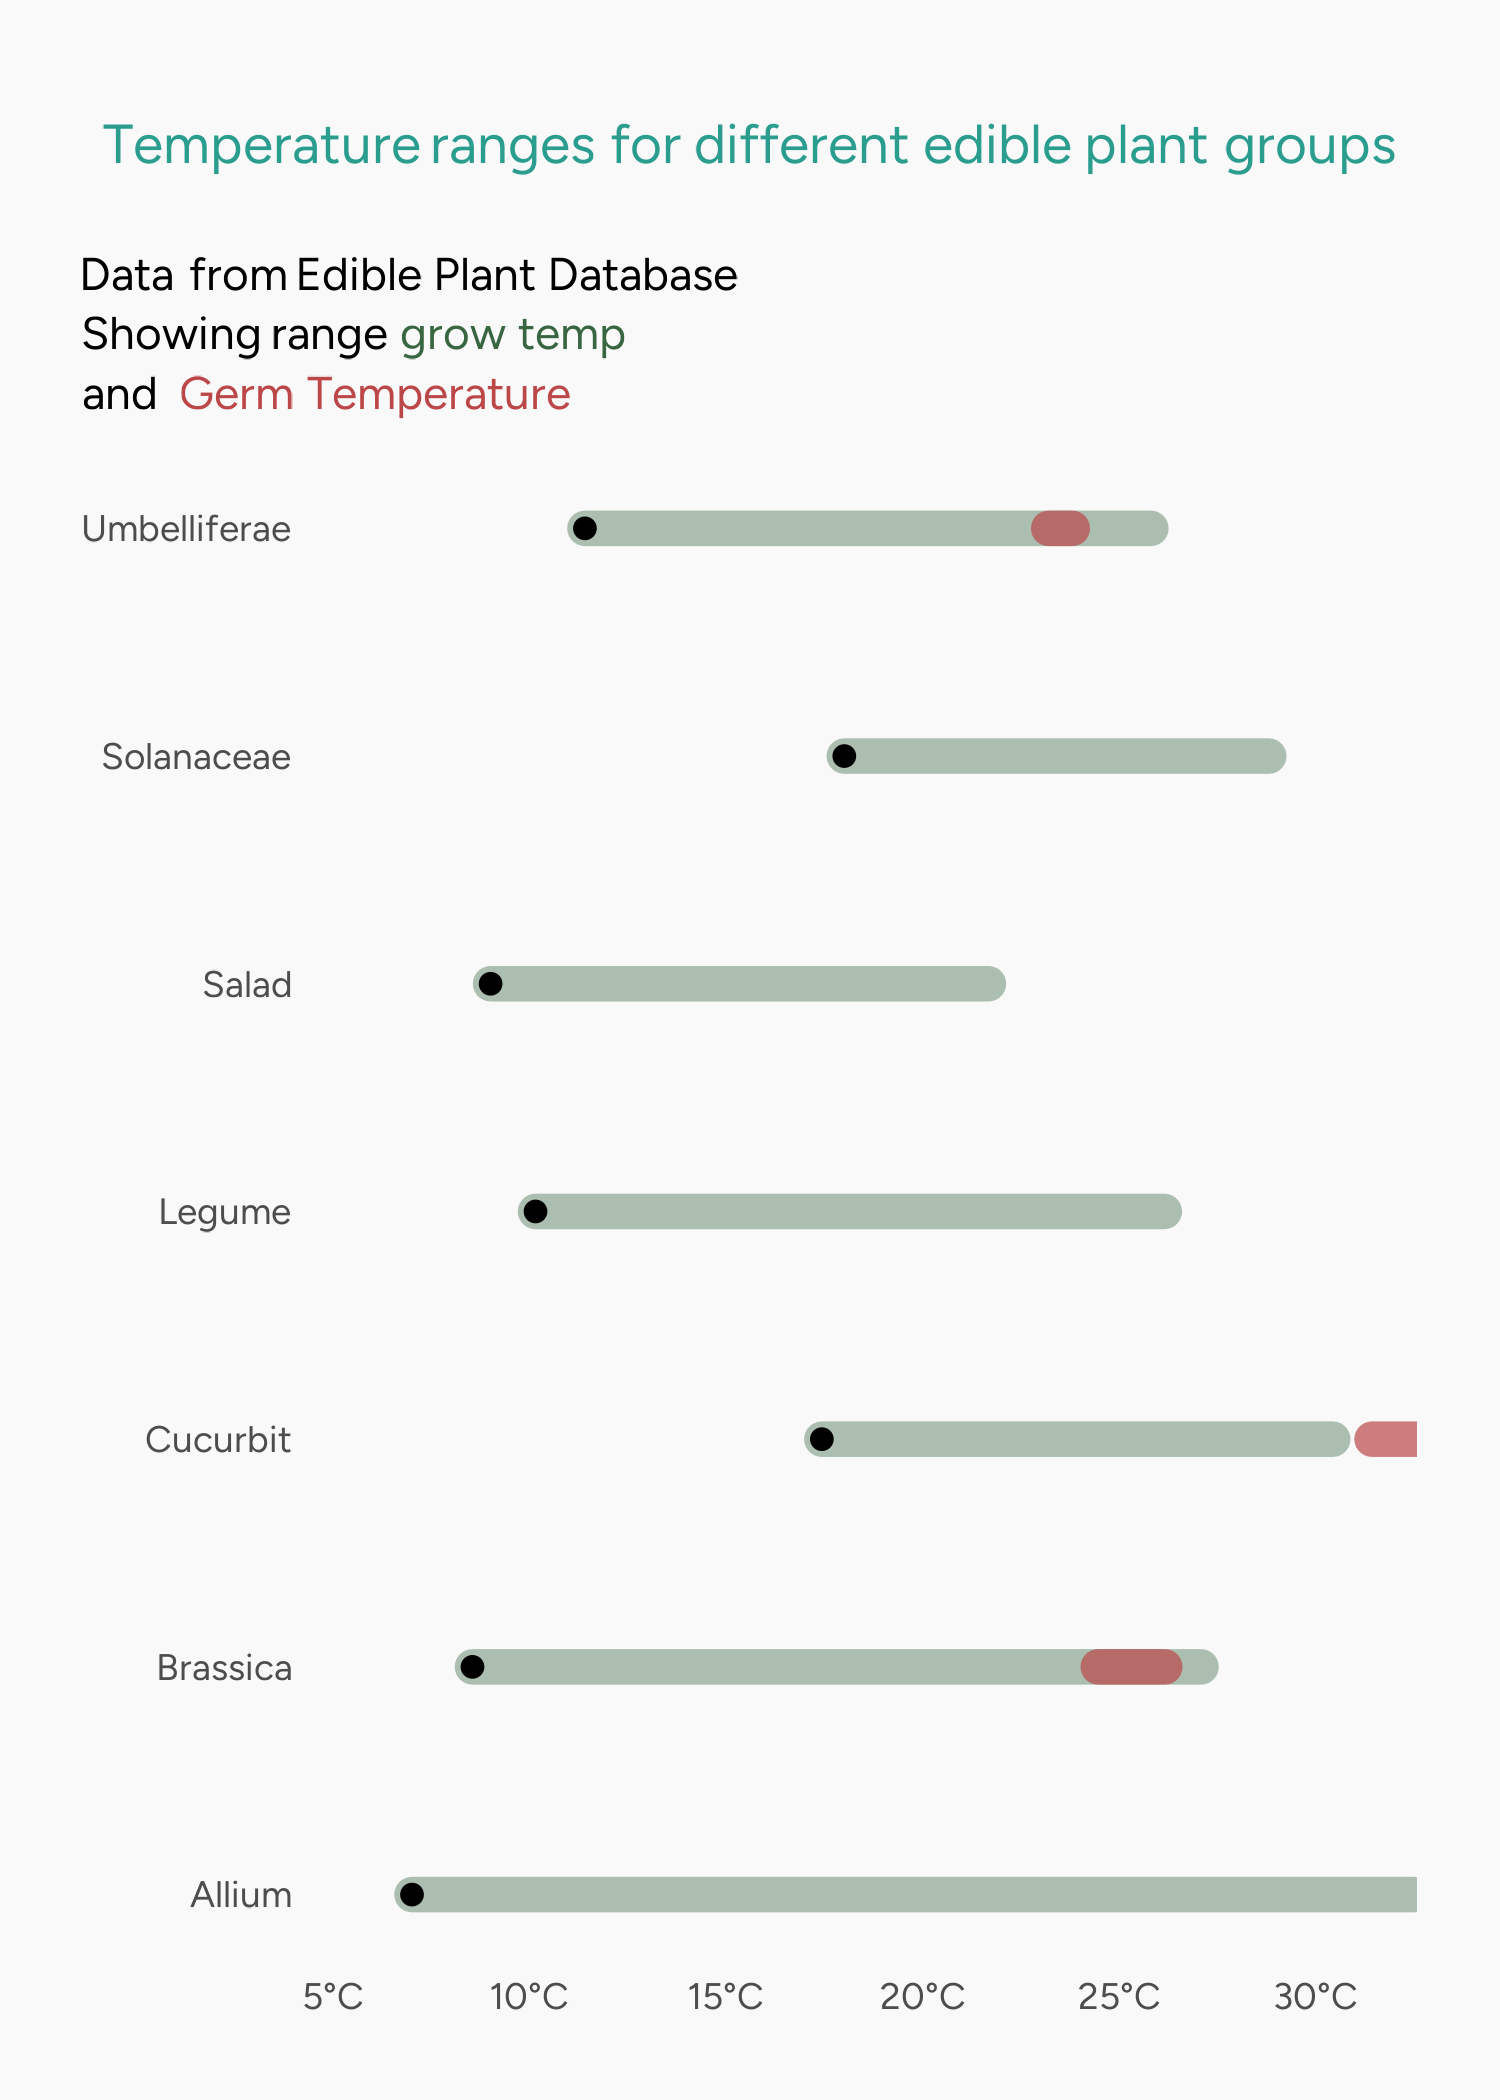 Temperature ranges for different edible plant groups
Data from Edible Plant Database
Showing range grow temp
and Germ Temperature
Umbelliferae
Solanaceae
Salad
Legume
Cucurbit
Brassica
Allium
5°C 10°C 15°C 20°C 25°C 30°C